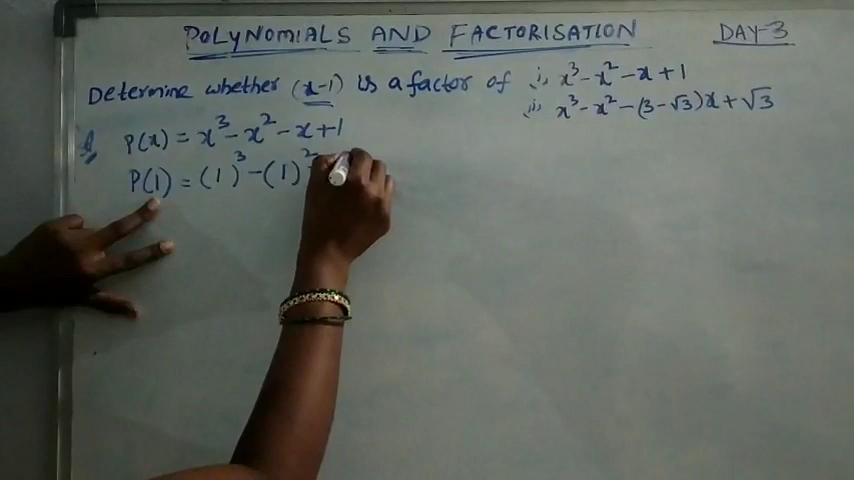 POLYNOMIALS AND FACTORISATION DAY-3
Determine whether (x-1) is a factor of i, x³-x²-x+1
ii, x³-x²-(3-√3)x+√3
P(x) = x³-x²-x+1
P(1) = (1)³-(1)²-